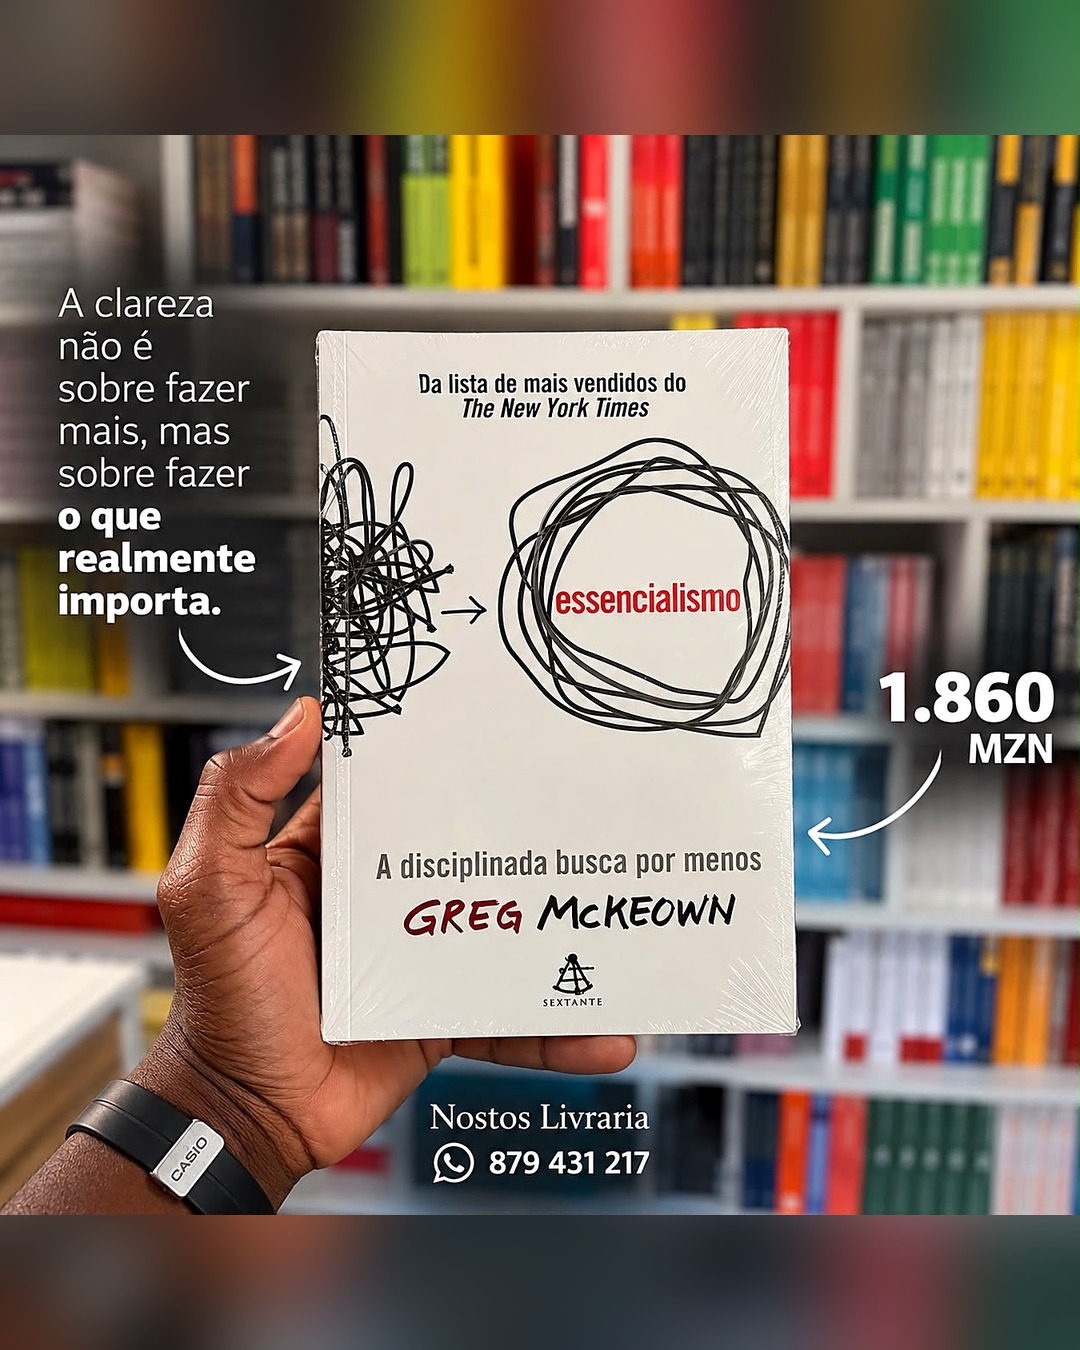 A clareza
não é
sobre fazer
mais, mas
sobre fazer
o que
realmente
importa.
Da lista de mais vendidos do
The New York Times
essencialismo
A disciplinada busca por menos
GREG McKEOWN
SEXTANTE
1.860
MZN
CASIO
Nostos Livraria
879 431 217